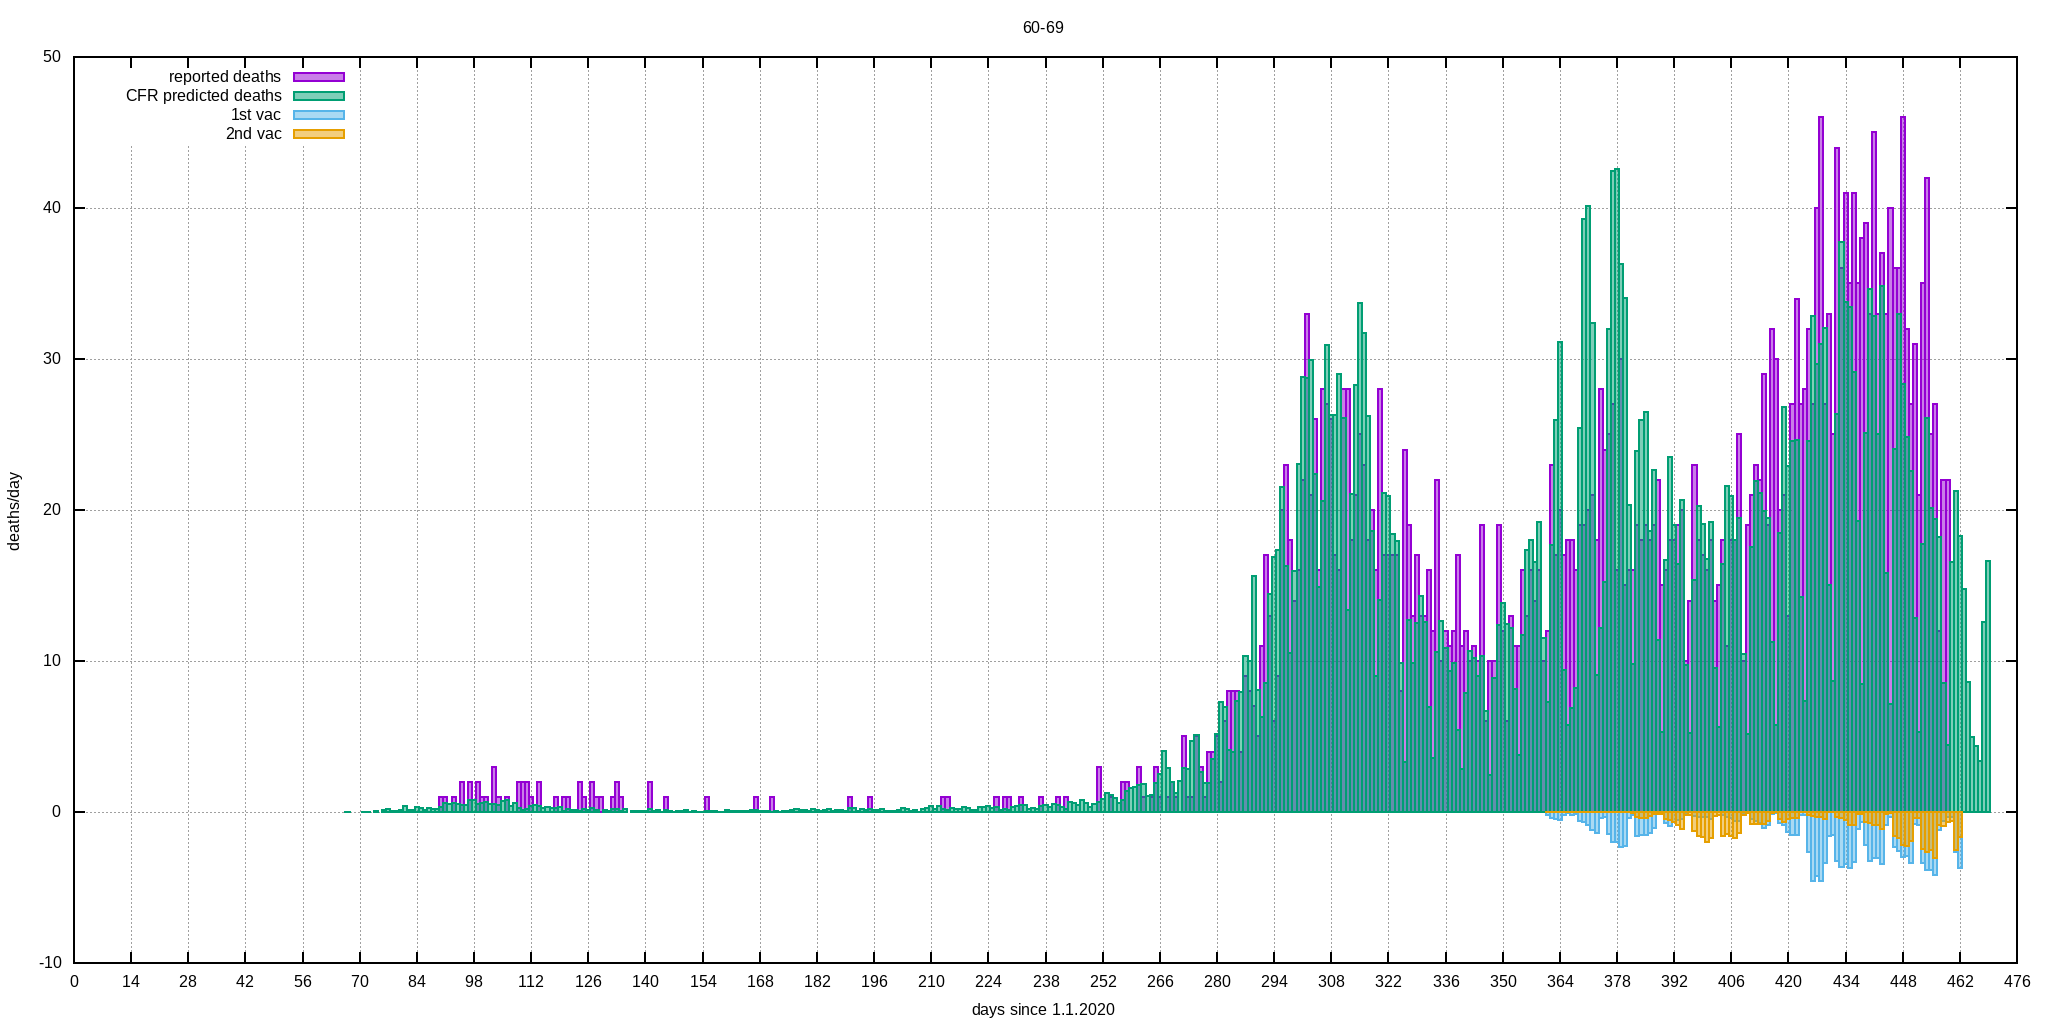 60-69
50
reported deaths
CFR predicted deaths
1st vac
2nd vac
40
30
20
10
0
-10
deaths/day
0 14 28 42 56 70 84 98 112 126 140 154 168 182 196 210 224 238 252 266 280 294 308 322 336 350 364 378 392 406 420 434 448 462 476
days since 1.1.2020